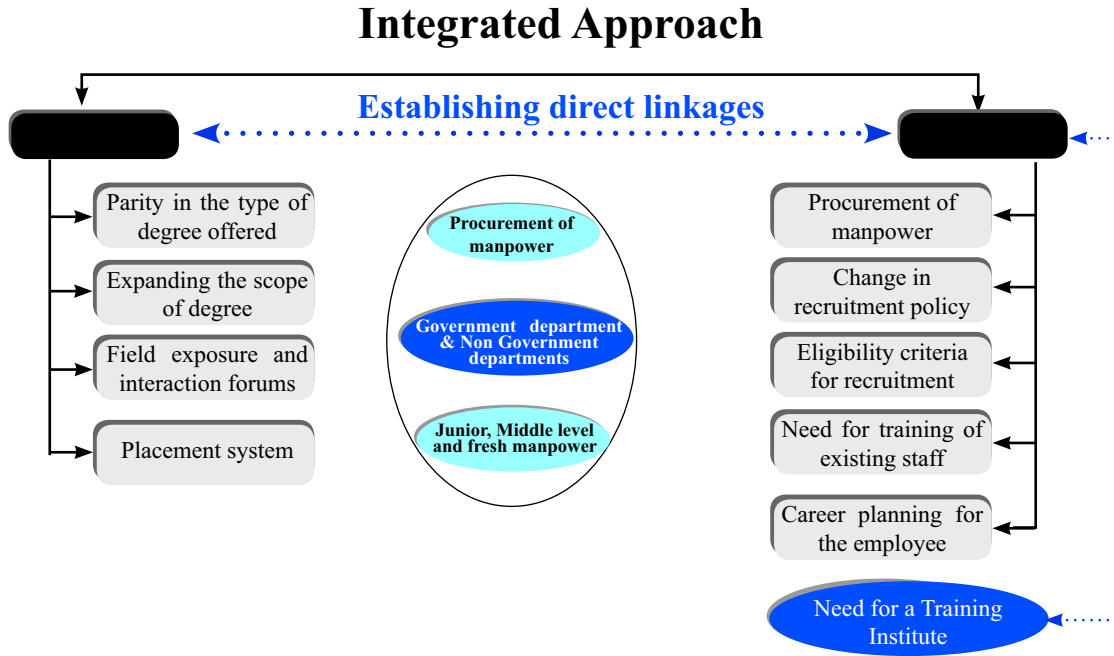 Integrated Approach
Establishing direct linkages
Parity in the type of
degree offered
Expanding the scope
of degree
Field exposure and
interaction forums
Placement system
Procurement of
manpower
Government department
& Non Government
departments
Junior, Middle level
and fresh manpower
Procurement of
manpower
Change in
recruitment policy
Eligibility criteria
for recruitment
Need for training of
existing staff
Career planning for
the employee
Need for a Training
Institute